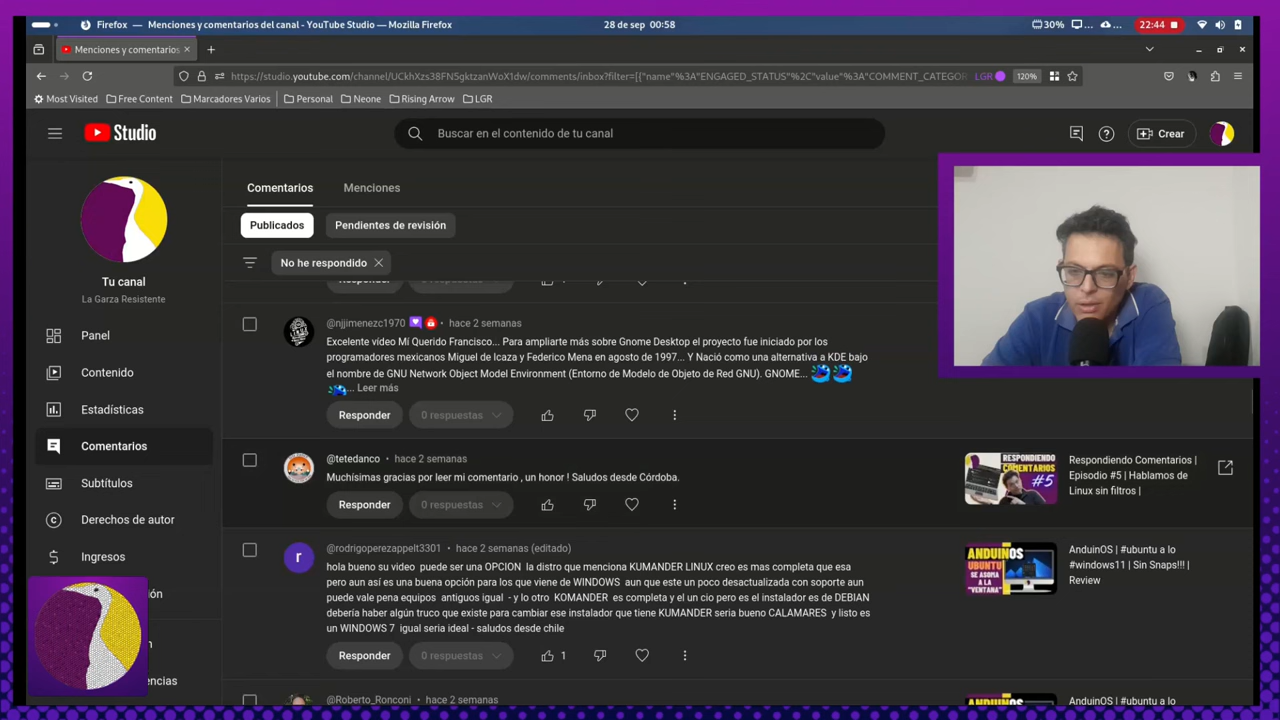 Firefox — Menciones y comentarios del canal - YouTube Studio — Mozilla Firefox
28 de sep 00:58
30%
22:44
Menciones y comentarios
https://studio.youtube.com/channel/UCkhXzs38FN5gktzanWoX1dw/comments/inbox?filter=[{"name"%3A"ENGAGED_STATUS"%2C"value"%3A"COMMENT_CATEGOR
LGR
120%
Most Visited
Free Content
Marcadores Varios
Personal
Neone
Rising Arrow
LGR
Studio
Buscar en el contenido de tu canal
Crear
Tu canal
La Garza Resistente
Panel
Contenido
Estadísticas
Comentarios
Subtítulos
Derechos de autor
Ingresos
Comentarios
Menciones
Publicados
Pendientes de revisión
No he respondido
@njjimenezc1970 • hace 2 semanas
Excelente vídeo Mi Querido Francisco... Para ampliarte más sobre Gnome Desktop el proyecto fue iniciado por los
programadores mexicanos Miguel de Icaza y Federico Mena en agosto de 1997... Y Nació como una alternativa a KDE bajo
el nombre de GNU Network Object Model Environment (Entorno de Modelo de Objeto de Red GNU). GNOME...
... Leer más
Responder
0 respuestas
@tetedanco • hace 2 semanas
Muchísimas gracias por leer mi comentario , un honor ! Saludos desde Córdoba.
Responder
0 respuestas
RESPONDIENDO
COMENTARIOS
#5
Respondiendo Comentarios |
Episodio #5 | Hablamos de
Linux sin filtros |
@rodrigoperezappelt3301 • hace 2 semanas (editado)
r
hola bueno su video puede ser una OPCION la distro que menciona KUMANDER LINUX creo es mas completa que esa
pero aun así es una buena opción para los que viene de WINDOWS aun que este un poco desactualizada con soporte aun
puede vale pena equipos antiguos igual - y lo otro KOMANDER es completa y el un cio pero es el instalador es de DEBIAN
debería haber algún truco que existe para cambiar ese instalador que tiene KUMANDER seria bueno CALAMARES y listo es
un WINDOWS 7 igual seria ideal - saludos desde chile
Responder
0 respuestas
1
ANDUINOS
UBUNTU
SE ASOMA
A LA
"VENTANA"
AnduinOS | #ubuntu a lo
#windows11 | Sin Snaps!!! |
Review
@Roberto_Ronconi • hace 2 semanas
ANDUINOS
AnduinOS | #ubuntu a lo